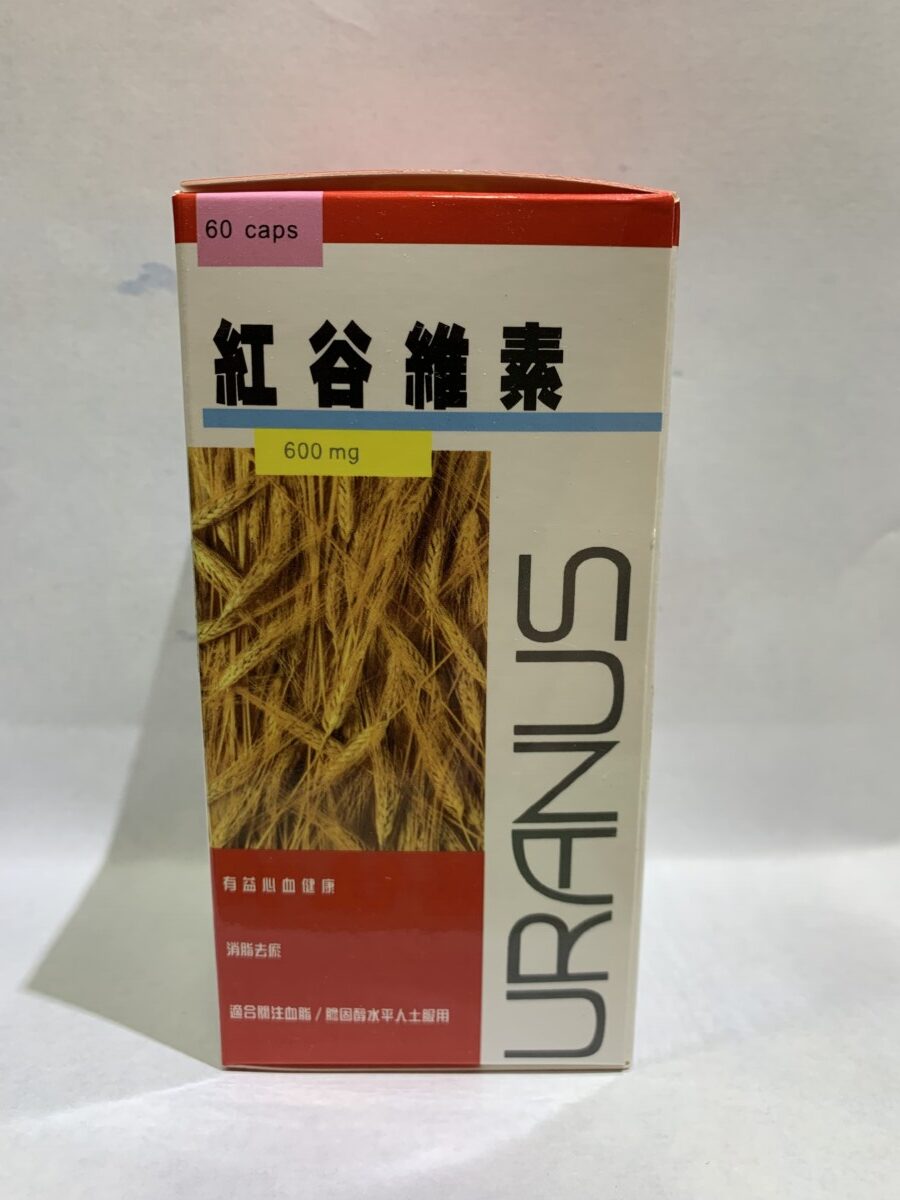 60 caps
紅谷維素
600 mg
URANUS
有益心血健康
消脂去瘀
適合關注血脂/膽固醇水平人士服用